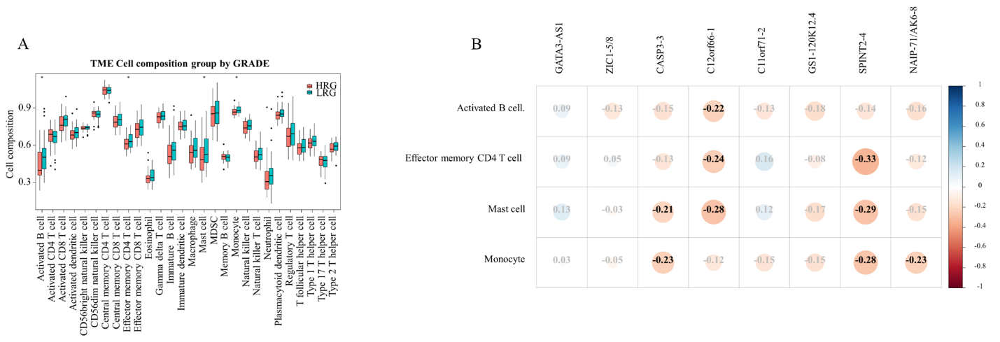 A
TME Cell composition group by GRADE
* * * *
HRG
LRG
Cell composition
0.9
0.6
0.3
Activated B cell
Activated CD4 T cell
Activated CD8 T cell
Activated dendritic cell
CD56bright natural killer cell
CD56dim natural killer cell
Central memory CD4 T cell
Central memory CD8 T cell
Effector memory CD4 T cell
Effector memory CD8 T cell
Eosinophil
Gamma delta T cell
Immature B cell
Immature dendritic cell
Macrophage
Mast cell
MDSC
Memory B cell
Monocyte
Natural killer cell
Natural killer T cell
Neutrophil
Plasmacytoid dendritic cell
Regulatory T cell
T follicular helper cell
Type 1 T helper cell
Type 17 T helper cell
Type 2 T helper cell
B
GATA3-AS1
ZIC1-5/8
CASP3-3
C12orf66-1
C11orf71-2
GS1-120K12.4
SPINT2-4
NAIP-71/AK6-8
Activated B cell. 0.09 -0.13 -0.15 -0.22 -0.13 -0.18 -0.14 -0.16
Effector memory CD4 T cell 0.09 0.05 -0.13 -0.24 0.16 -0.08 -0.33 -0.12
Mast cell 0.13 -0.03 -0.21 -0.28 0.12 -0.17 -0.29 -0.15
Monocyte 0.03 -0.05 -0.23 -0.12 -0.15 -0.15 -0.28 -0.23
1
0.8
0.6
0.4
0.2
0
-0.2
-0.4
-0.6
-0.8
-1